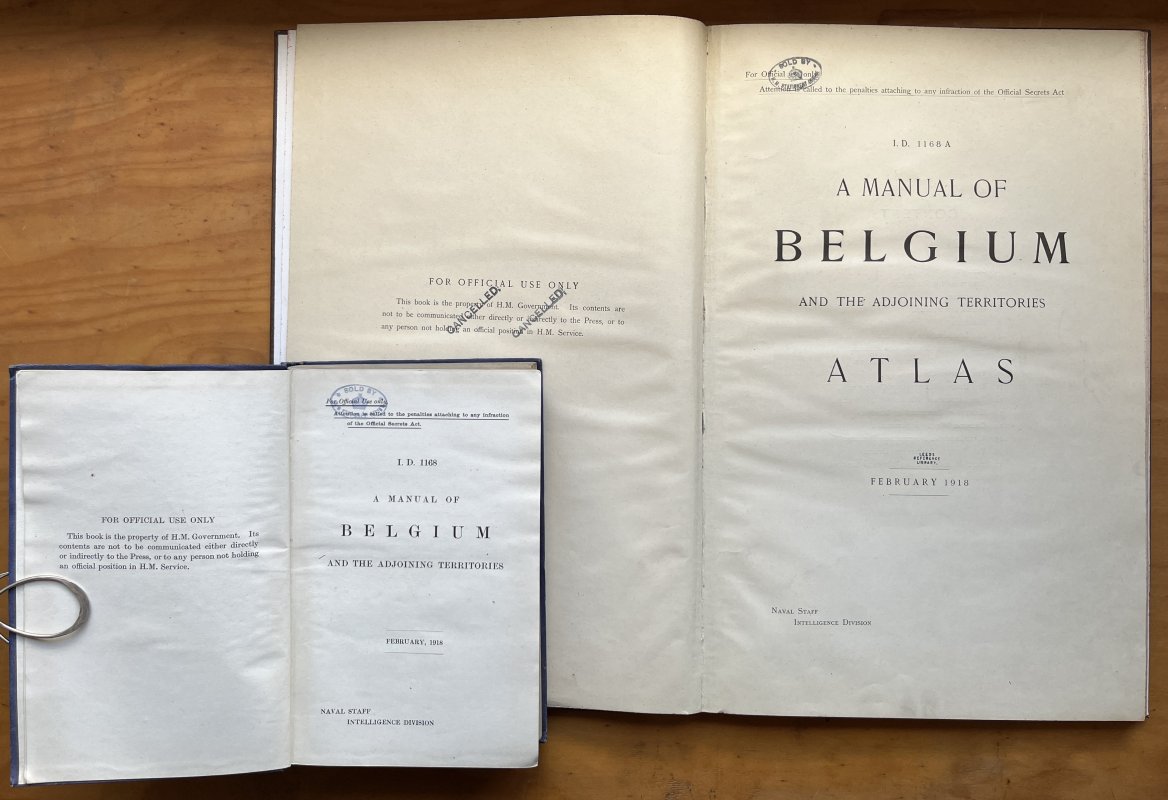 FOR OFFICIAL USE ONLY
This book is the property of H.M. Government. Its contents are
not to be communicated either directly or indirectly to the Press, or to
any person not holding an official position in H.M. Service.
CANCELLED.
CANCELLED.
For Official use only
SOLD BY
Attention is called to the penalties attaching to any infraction of the Official Secrets Act
I.D. 1168A
A MANUAL OF
BELGIUM
AND THE ADJOINING TERRITORIES
ATLAS
LEEDS
REFERENCE
LIBRARY.
FEBRUARY 1918
NAVAL STAFF
INTELLIGENCE DIVISION
FOR OFFICIAL USE ONLY
This book is the property of H.M. Government. Its
contents are not to be communicated either directly
or indirectly to the Press, or to any person not holding
an official position in H.M. Service.
SOLD BY
For Official Use only
Attention is called to the penalties attaching to any infraction
of the Official Secrets Act.
I. D. 1168
A MANUAL OF
BELGIUM
AND THE ADJOINING TERRITORIES
FEBRUARY, 1918
NAVAL STAFF
INTELLIGENCE DIVISION